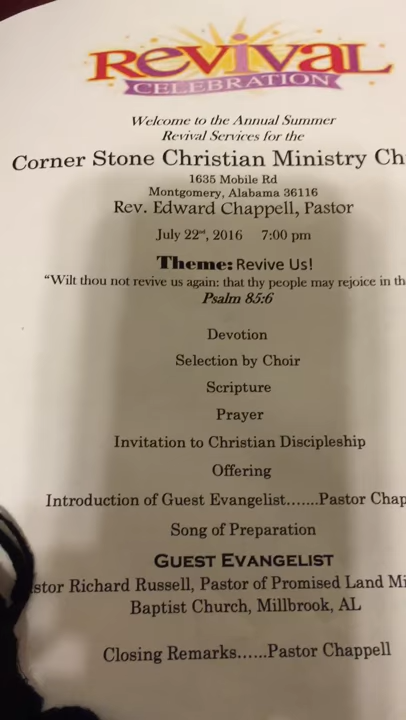 REVIVAL
CELEBRATION
Welcome to the Annual Summer
Revival Services for the
Corner Stone Christian Ministry Ch
1635 Mobile Rd
Montgomery, Alabama 36116
Rev. Edward Chappell, Pastor
July 22nd, 2016 7:00 pm
Theme: Revive Us!
"Wilt thou not revive us again: that thy people may rejoice in th
Psalm 85:6
Devotion
Selection by Choir
Scripture
Prayer
Invitation to Christian Discipleship
Offering
Introduction of Guest Evangelist.......Pastor Chap
Song of Preparation
GUEST EVANGELIST
stor Richard Russell, Pastor of Promised Land Mi
Baptist Church, Millbrook, AL
Closing Remarks......Pastor Chappell